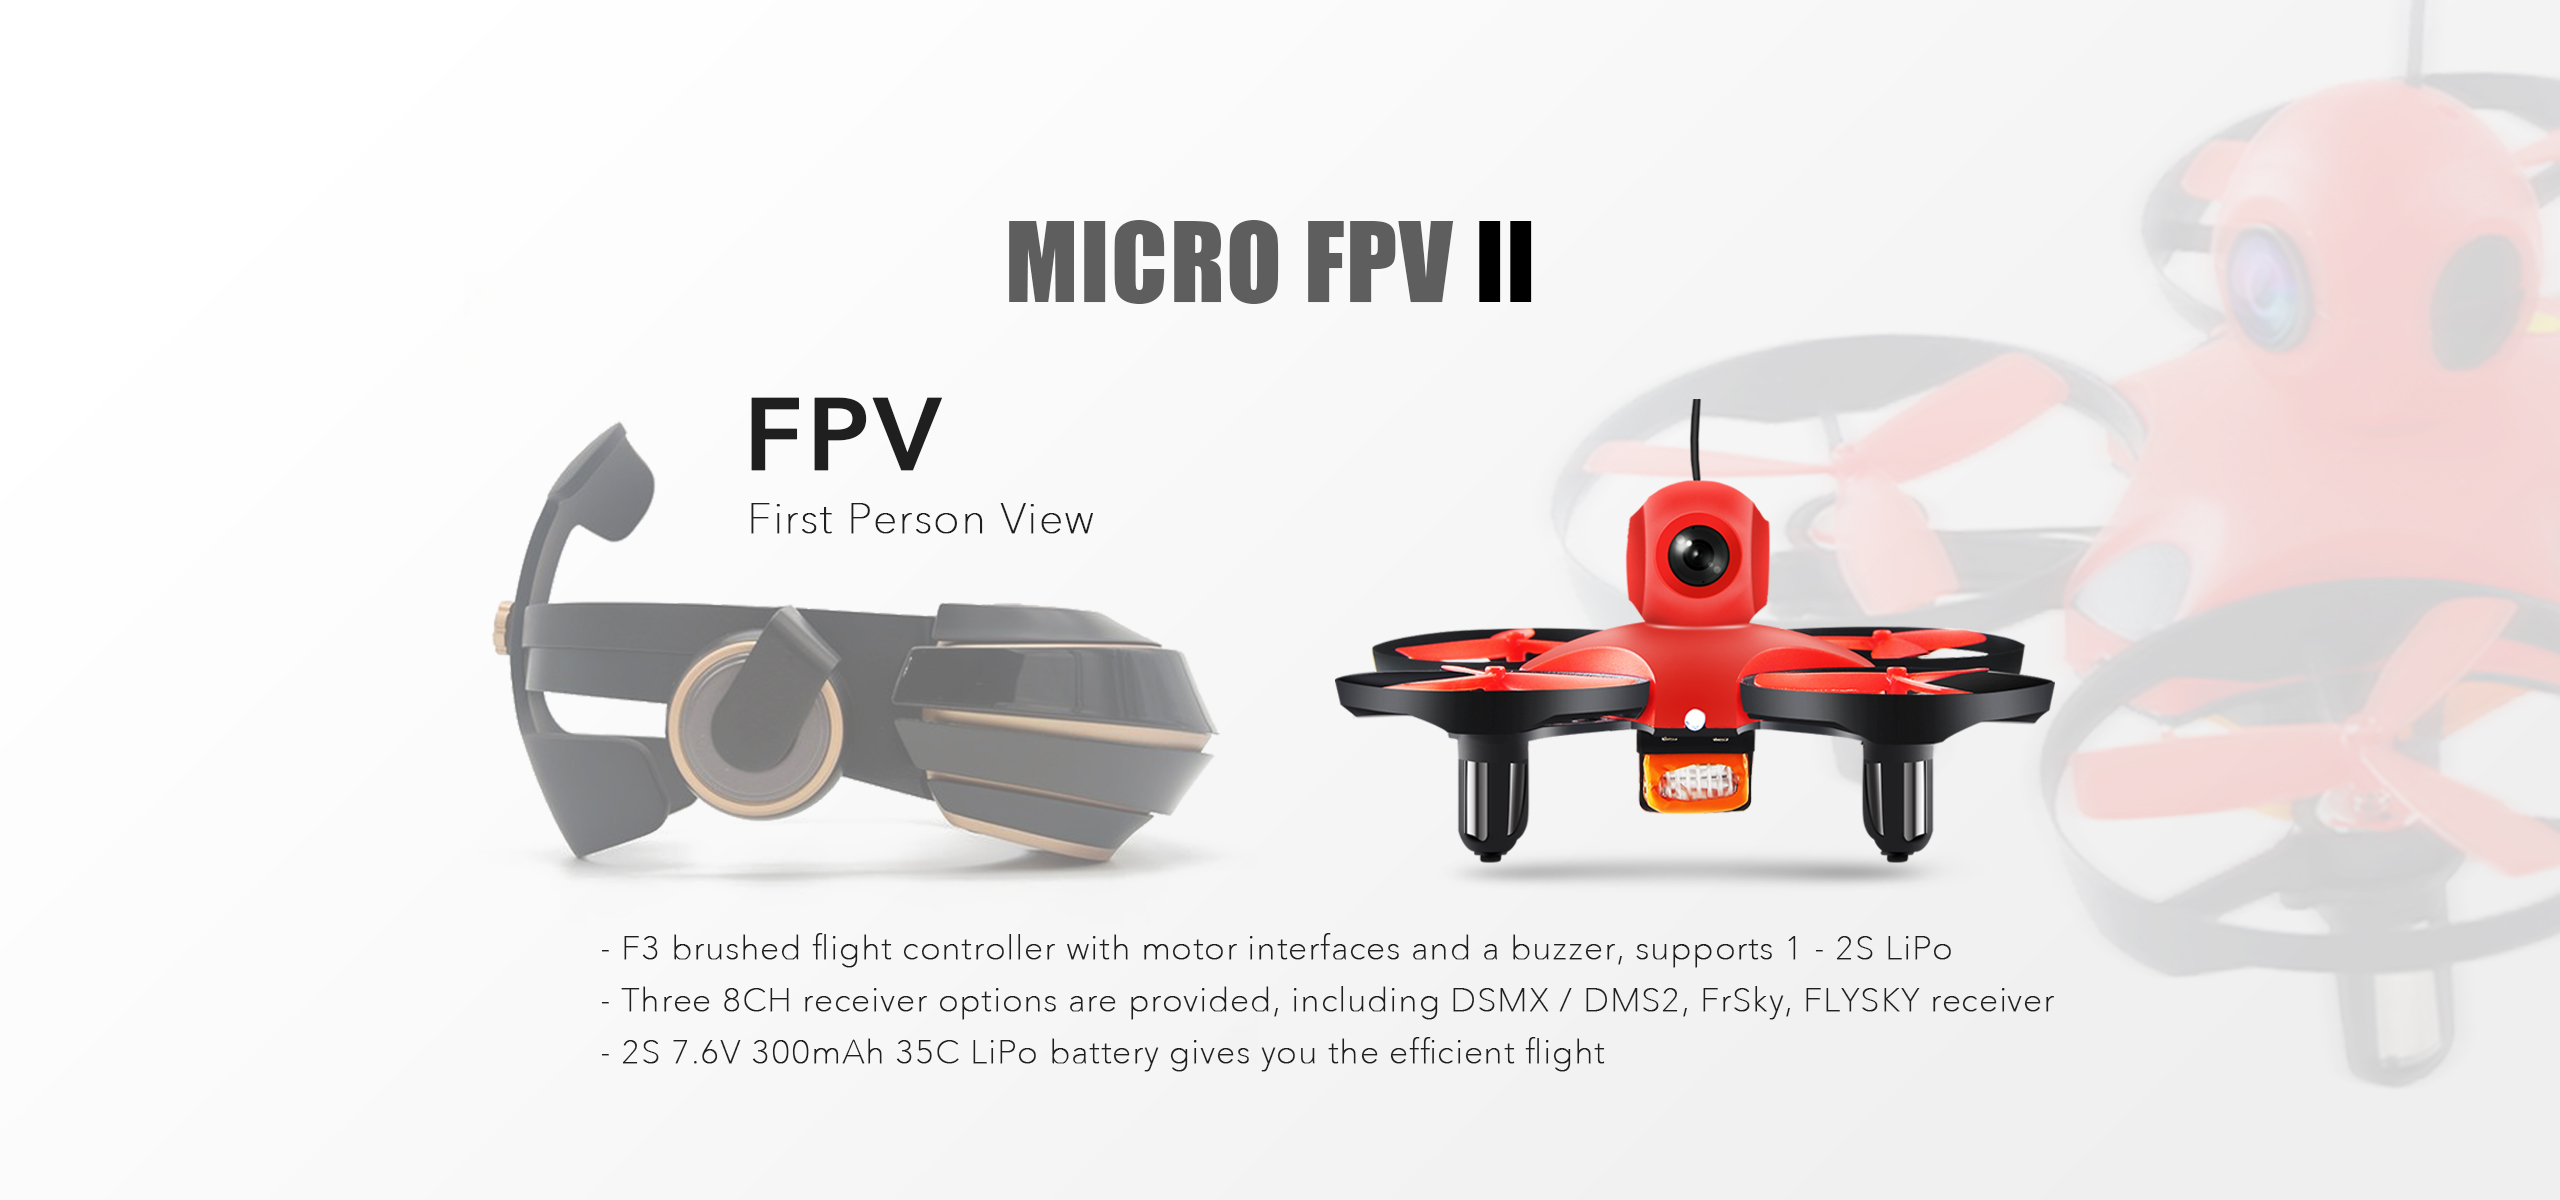 MICRO FPV II
FPV
First Person View
- F3 brushed flight controller with motor interfaces and a buzzer, supports 1 - 2S LiPo
- Three 8CH receiver options are provided, including DSMX / DMS2, FrSky, FLYSKY receiver
- 2S 7.6V 300mAh 35C LiPo battery gives you the efficient flight